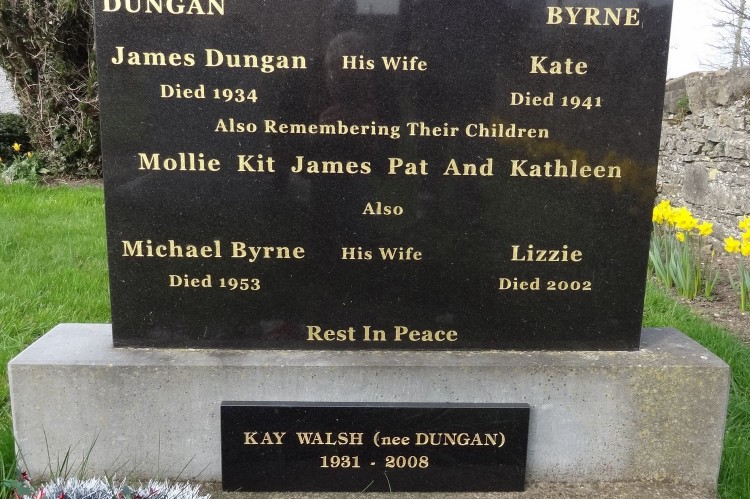 DUNGAN BYRNE
James Dungan His Wife Kate
Died 1934 Died 1941
Also Remembering Their Children
Mollie Kit James Pat And Kathleen
Also
Michael Byrne His Wife Lizzie
Died 1953 Died 2002
Rest In Peace
KAY WALSH (nee DUNGAN)
1931 - 2008